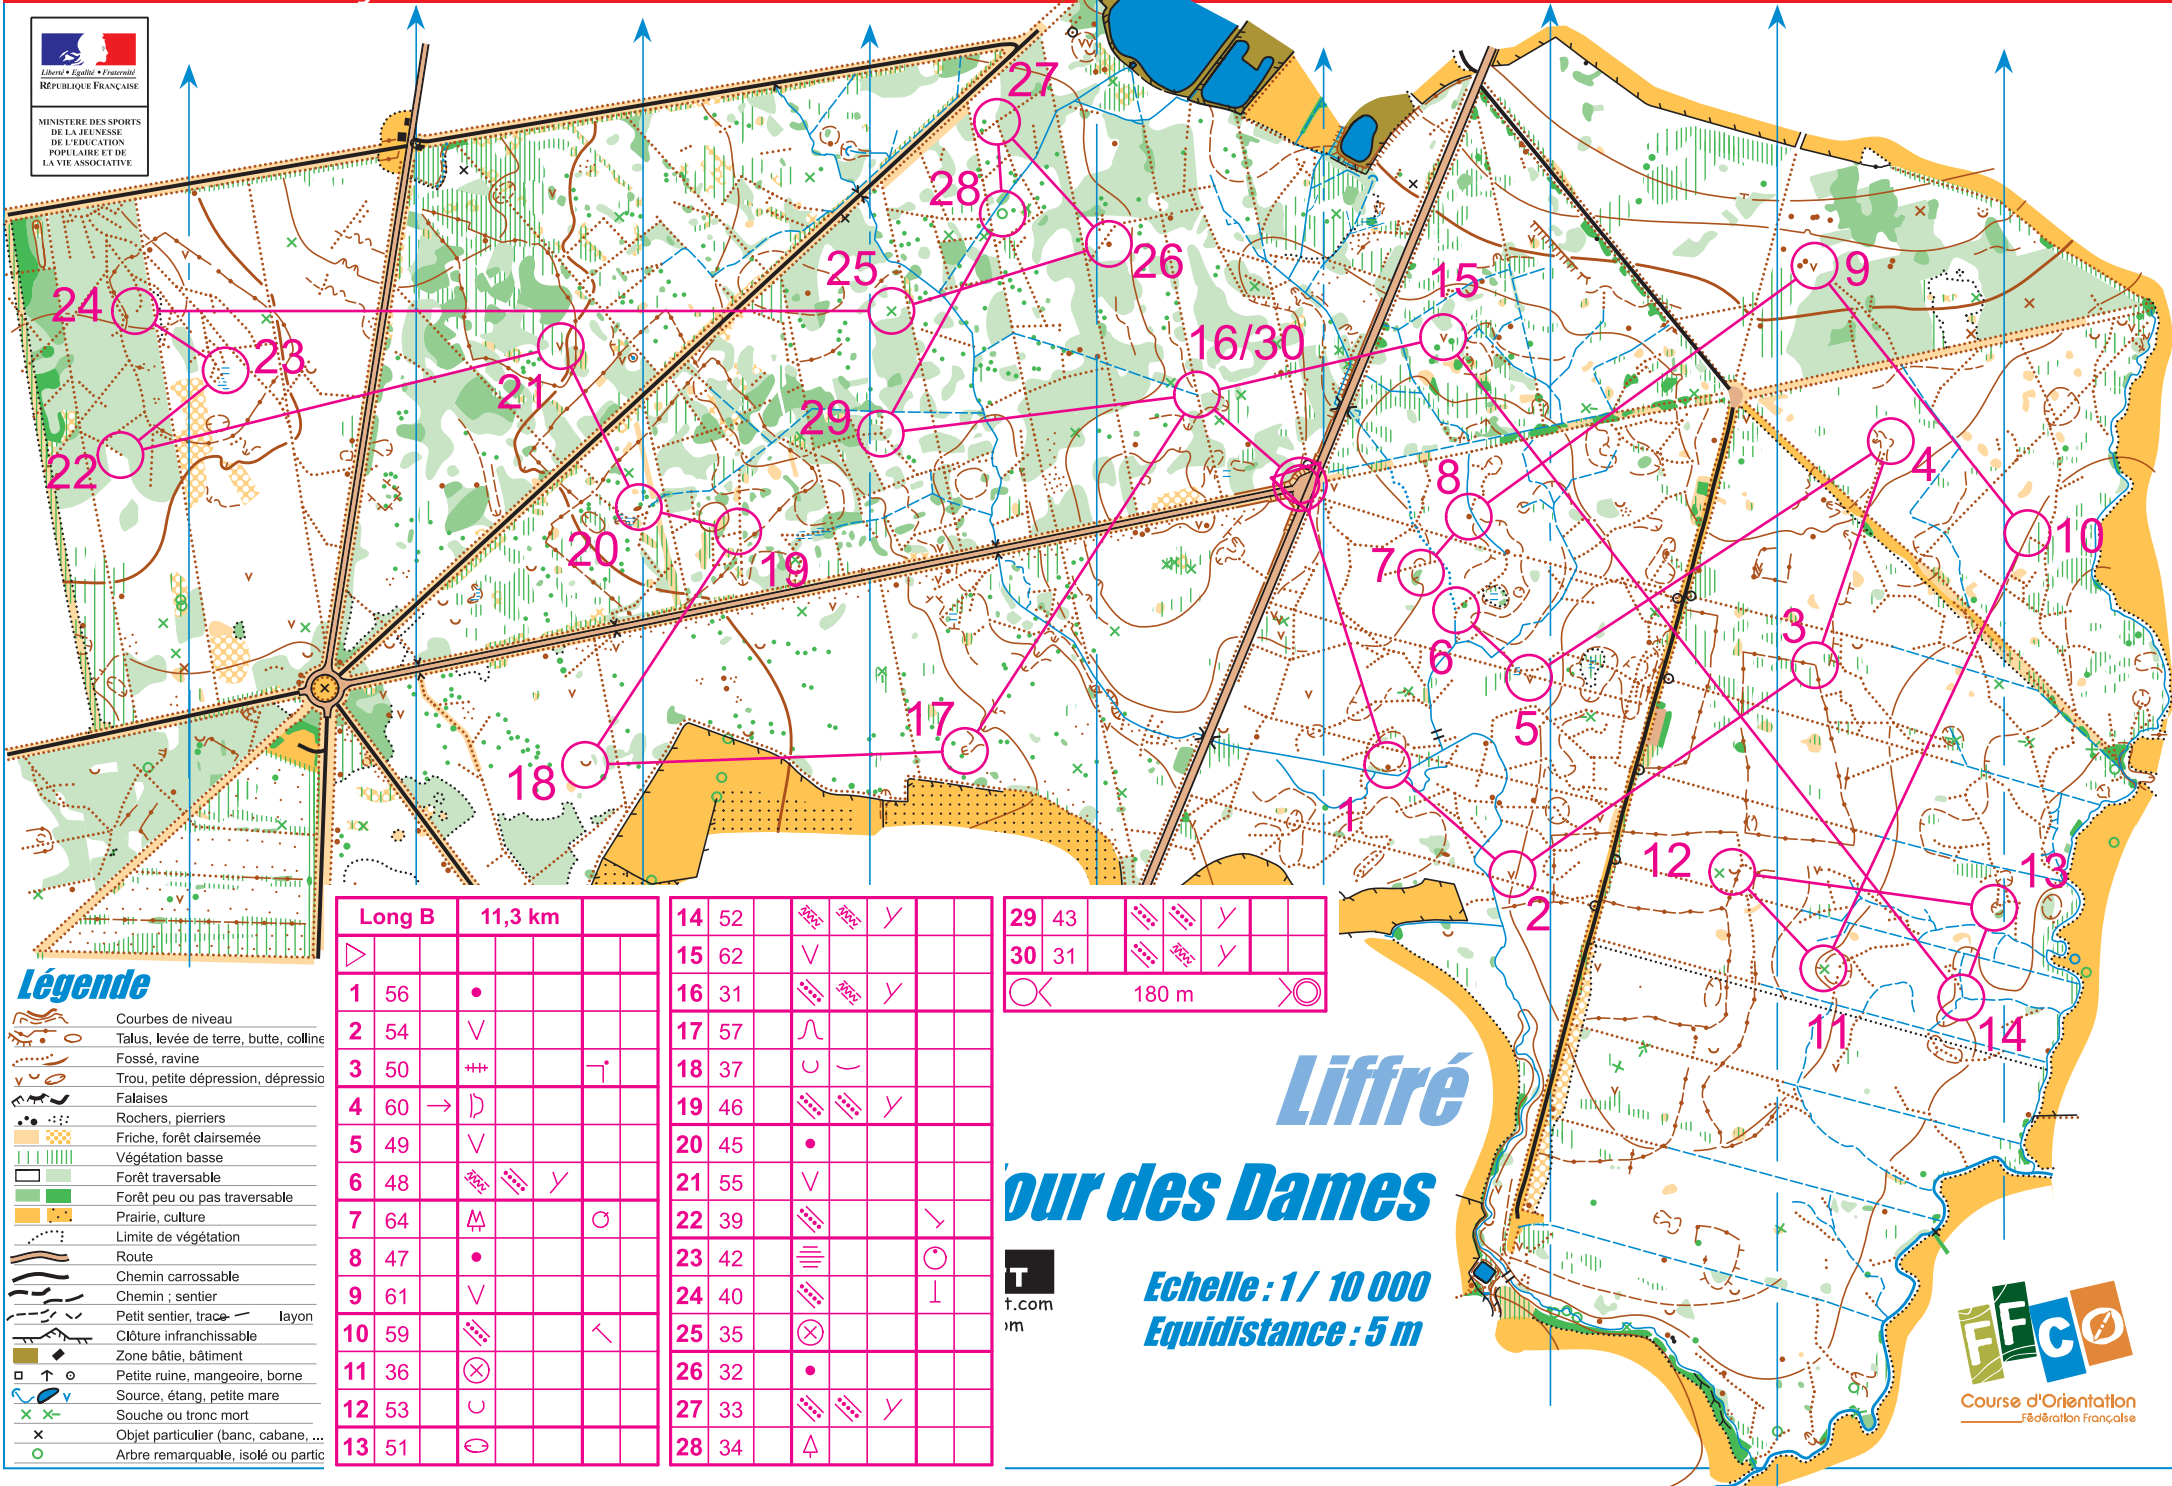 Liberté • Egalité • Fraternité
RÉPUBLIQUE FRANÇAISE
MINISTERE DES SPORTS
DE LA JEUNESSE
DE L'EDUCATION
POPULAIRE ET DE
LA VIE ASSOCIATIVE
27
28
25
26
24
15
9
16/30
23
21
22
29
8
4
20
19
7
10
3
6
17
5
18
1
12
13
2
11
14
Légende
Courbes de niveau
Talus, levée de terre, butte, colline
Fossé, ravine
Trou, petite dépression, dépressio
Falaises
Rochers, pierriers
Friche, forêt clairsemée
Végétation basse
Forêt traversable
Forêt peu ou pas traversable
Prairie, culture
Limite de végétation
Route
Chemin carrossable
Chemin ; sentier
Petit sentier, trace layon
Clôture infranchissable
Zone bâtie, bâtiment
Petite ruine, mangeoire, borne
Source, étang, petite mare
Souche ou tronc mort
Objet particulier (banc, cabane, ...
Arbre remarquable, isolé ou partic
Long B 11,3 km
1 56
2 54
3 50
4 60
5 49
6 48
7 64
8 47
9 61
10 59
11 36
12 53
13 51
14 52
15 62
16 31
17 57
18 37
19 46
20 45
21 55
22 39
23 42
24 40
25 35
26 32
27 33
28 34
29 43
30 31
180 m
Liffré
our des Dames
T
t.com
om
Echelle : 1 / 10 000
Equidistance : 5 m
FFCO
Course d'Orientation
Fédération Française